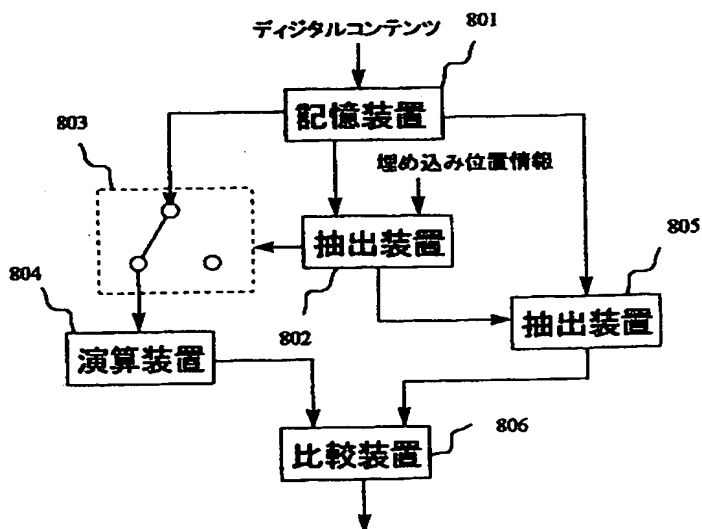 ディジタルコンテンツ
801
記憶装置
803
埋め込み位置情報
抽出装置
805
804
802
抽出装置
演算装置
806
比較装置